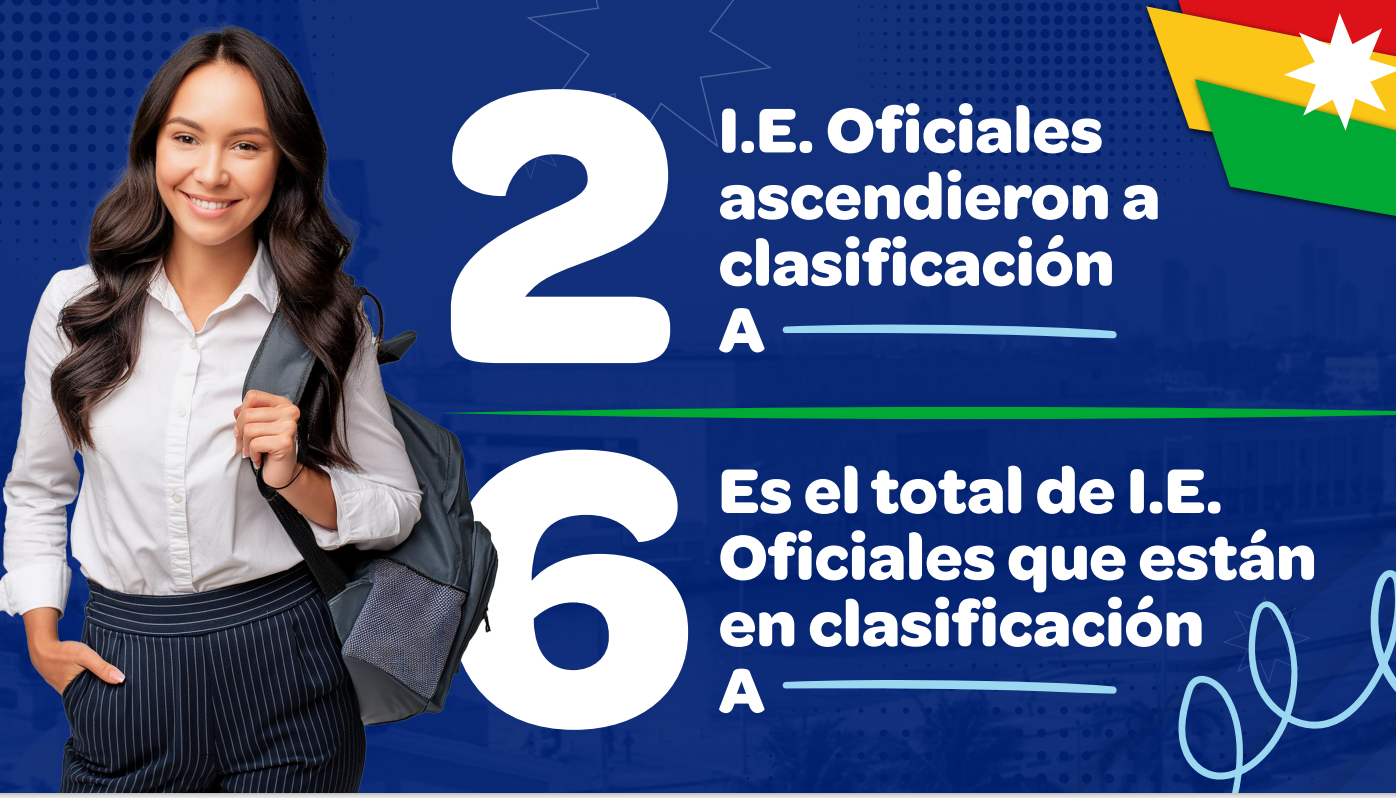 2
I.E. Oficiales
ascendieron a
clasificación
A
6
Es el total de I.E.
Oficiales que están
en clasificación
A